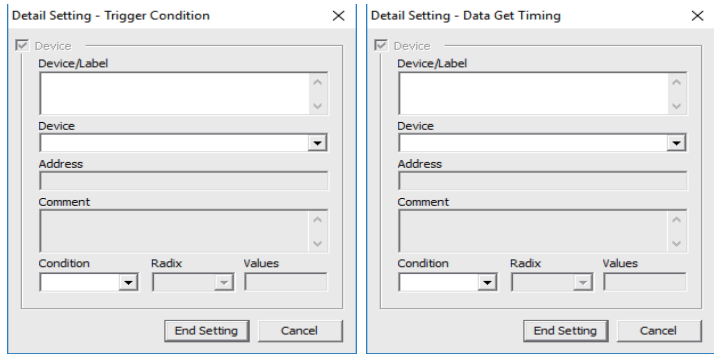 Detail Setting - Trigger Condition
Device
Device/Label
Device
Address
Comment
Condition Radix Values
End Setting Cancel
Detail Setting - Data Get Timing
Device
Device/Label
Device
Address
Comment
Condition Radix Values
End Setting Cancel